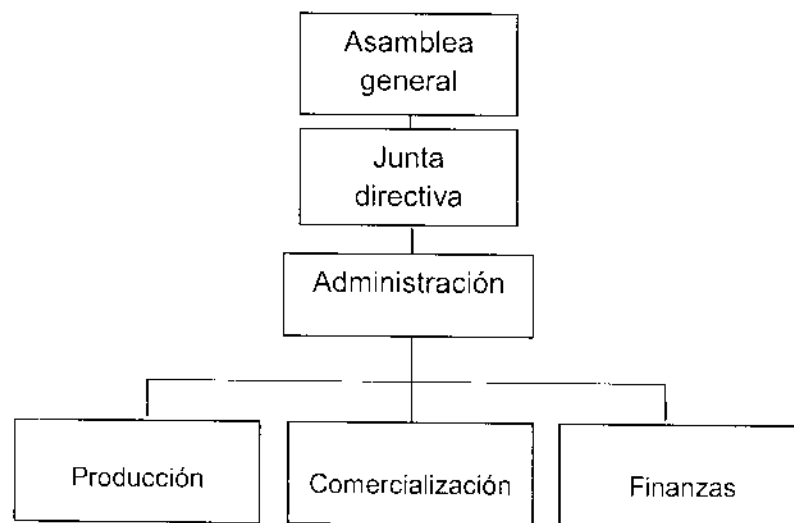 Asamblea
general
Junta
directiva
Administración
Producción
Comercialización
Finanzas